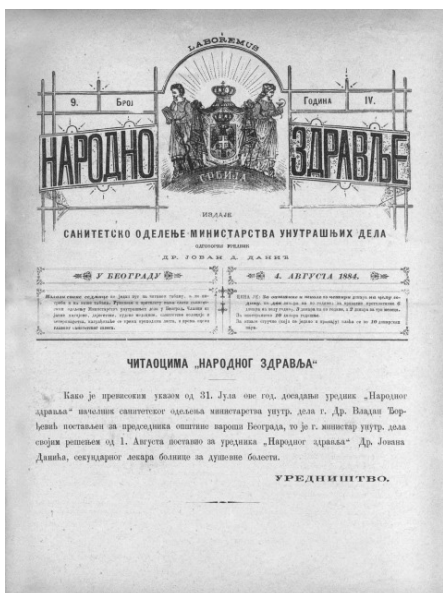 LABOREMUS
9. Број Година IV.
НАРОДНО ЗДРАВЉЕ
СРБИЈА
ИЗДАЈЕ
САНИТЕТСКО ОДЕЛЕЊЕ МИНИСТАРСТВА УНУТРАШЊИХ ДЕЛА
ОДГОВОРНИ УРЕДНИК
ДР. ЈОВАН Д. ДАНИЋ
У БЕОГРАДУ 4. АВГУСТА 1884.
ЧИТАОЦИМА „НАРОДНОГ ЗДРАВЉА“
Како је превисоким указом од 31. Јула ове год. досадањи уредник „Народног
здравља“ начелник санитетског одељења министарства унутр. дела г. Др. Владан Ђор-
ђевић постављен за председника општине вароши Београда, то је г. министар унутр. дела
својим решењем од 1. Августа поставио за уредника „Народног здравља“ Др. Јована
Данића, секундарног лекара болнице за душевне болести.
УРЕДНИШТВО.